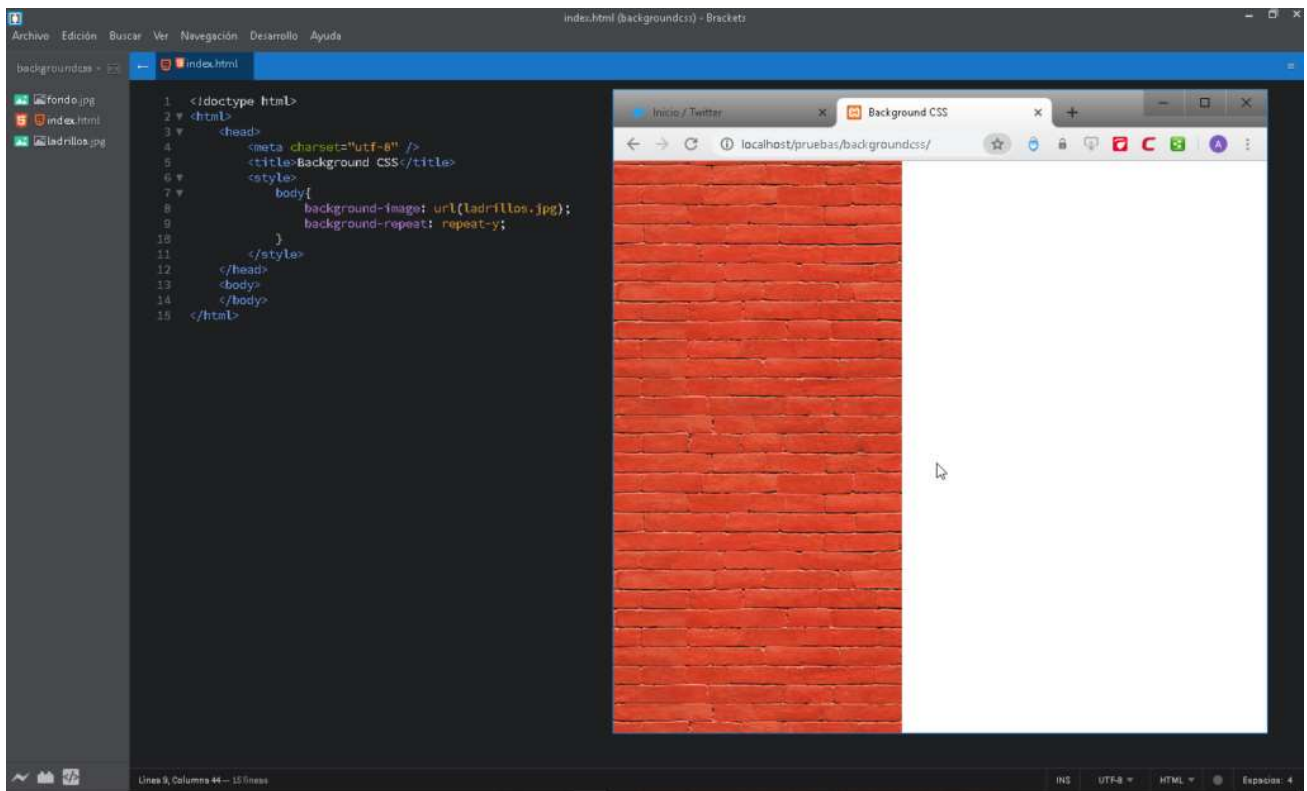 index.html (backgroundcss) - Brackets
Archivo Edición Buscar Ver Navegación Desarrollo Ayuda
backgroundcss
index.html
fondo.jpg
index.html
ladrillos.jpg
1 <!doctype html>
2 <html>
3 <head>
4 <meta charset="utf-8" />
5 <title>Background CSS</title>
6 <style>
7 body{
8 background-image: url(ladrillos.jpg);
9 background-repeat: repeat-y;
10 }
11 </style>
12 </head>
13 <body>
14 </body>
15 </html>
Inicio / Twitter
Background CSS
localhost/pruebas/backgroundcss/
A
Línea 9, Columna 44 — 15 líneas
INS UTF-8 HTML Espacios: 4